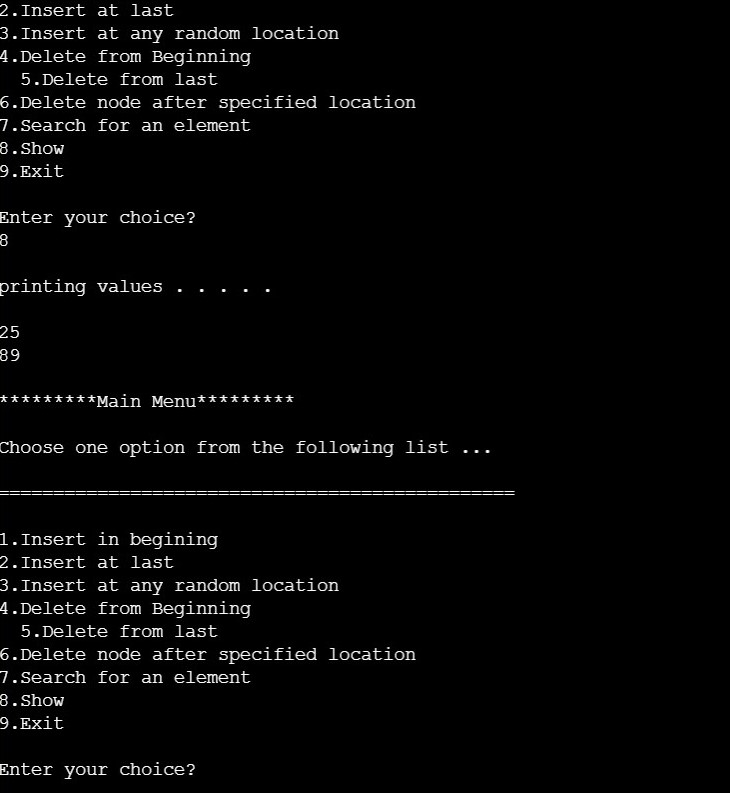 2.Insert at last
3.Insert at any random location
4.Delete from Beginning
5.Delete from last
6.Delete node after specified location
7.Search for an element
8.Show
9.Exit
Enter your choice?
8
printing values . . . . .
25
89
*********Main Menu*********
Choose one option from the following list ...
===============================================
1.Insert in begining
2.Insert at last
3.Insert at any random location
4.Delete from Beginning
5.Delete from last
6.Delete node after specified location
7.Search for an element
8.Show
9.Exit
Enter your choice?